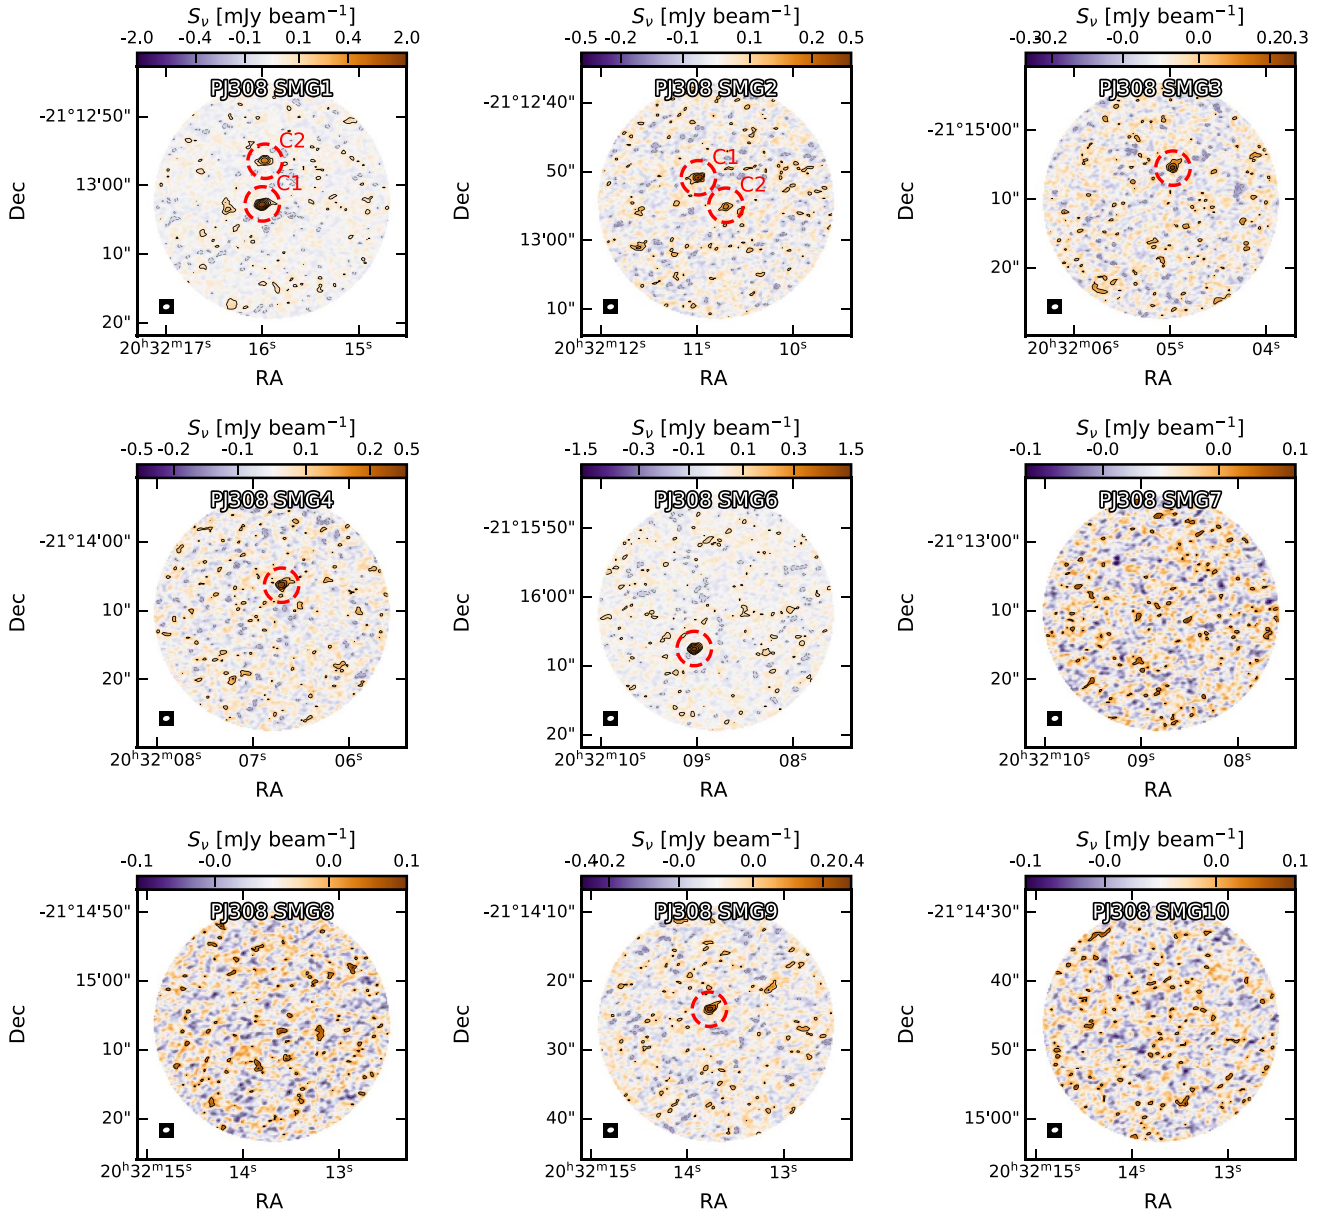 S_ν [mJy beam⁻¹]
-2.0 -0.4 -0.1 0.1 0.4 2.0
PJ308 SMG1
C2
C1
-21°12'50"
13'00"
10"
20"
Dec
20ʰ32ᵐ17ˢ 16ˢ 15ˢ
RA
S_ν [mJy beam⁻¹]
-0.5 -0.2 -0.1 0.1 0.2 0.5
PJ308 SMG2
C1
C2
-21°12'40"
50"
13'00"
10"
Dec
20ʰ32ᵐ12ˢ 11ˢ 10ˢ
RA
S_ν [mJy beam⁻¹]
-0.3 -0.2 -0.0 0.0 0.20.3
PJ308 SMG3
-21°15'00"
10"
20"
Dec
20ʰ32ᵐ06ˢ 05ˢ 04ˢ
RA
S_ν [mJy beam⁻¹]
-0.5 -0.2 -0.1 0.1 0.2 0.5
PJ308 SMG4
-21°14'00"
10"
20"
Dec
20ʰ32ᵐ08ˢ 07ˢ 06ˢ
RA
S_ν [mJy beam⁻¹]
-1.5 -0.3 -0.1 0.1 0.3 1.5
PJ308 SMG6
-21°15'50"
16'00"
10"
20"
Dec
20ʰ32ᵐ10ˢ 09ˢ 08ˢ
RA
S_ν [mJy beam⁻¹]
-0.1 -0.0 0.0 0.1
PJ308 SMG7
-21°13'00"
10"
20"
Dec
20ʰ32ᵐ10ˢ 09ˢ 08ˢ
RA
S_ν [mJy beam⁻¹]
-0.1 -0.0 0.0 0.1
PJ308 SMG8
-21°14'50"
15'00"
10"
20"
Dec
20ʰ32ᵐ15ˢ 14ˢ 13ˢ
RA
S_ν [mJy beam⁻¹]
-0.4 -0.2 -0.0 0.0 0.20.4
PJ308 SMG9
-21°14'10"
20"
30"
40"
Dec
20ʰ32ᵐ15ˢ 14ˢ 13ˢ
RA
S_ν [mJy beam⁻¹]
-0.1 -0.0 0.0 0.1
PJ308 SMG10
-21°14'30"
40"
50"
15'00"
Dec
20ʰ32ᵐ15ˢ 14ˢ 13ˢ
RA